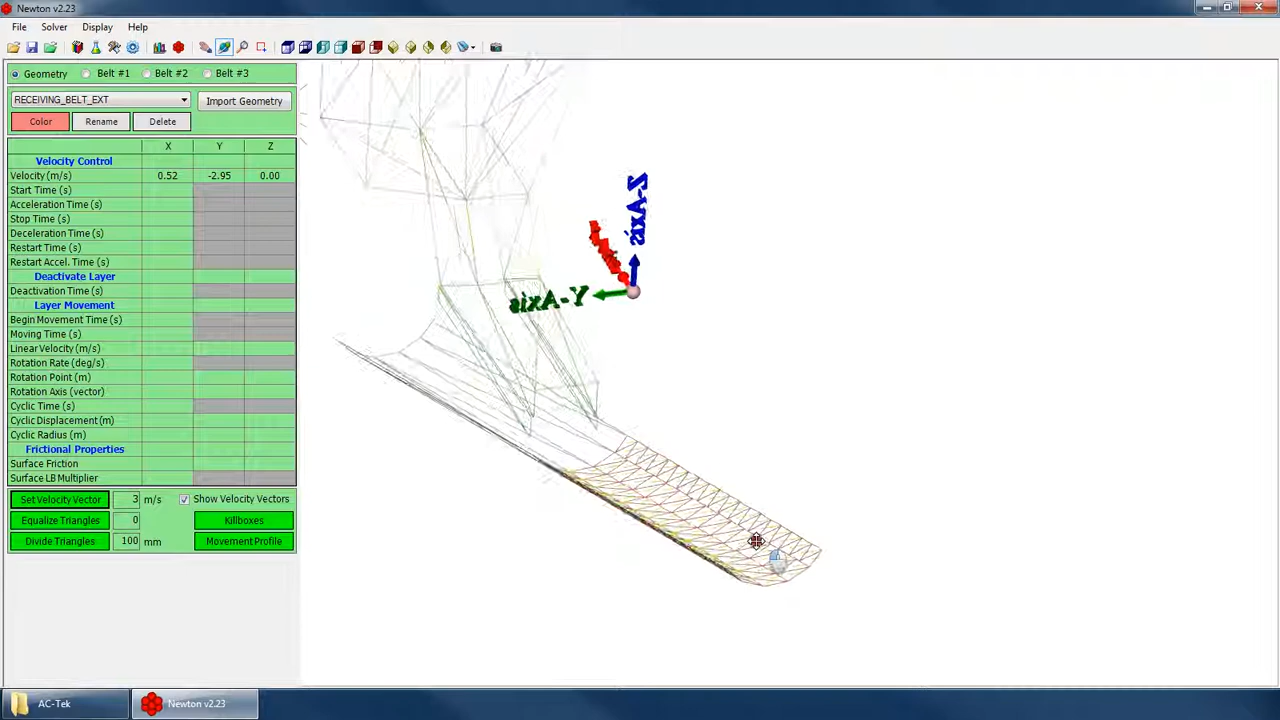 Newton v2.23
File Solver Display Help
Geometry Belt #1 Belt #2 Belt #3
RECEIVING_BELT_EXT Import Geometry
Color Rename Delete
X Y Z
Velocity Control
Velocity (m/s) 0.52 -2.95 0.00
Start Time (s)
Acceleration Time (s)
Stop Time (s)
Deceleration Time (s)
Restart Time (s)
Restart Accel. Time (s)
Deactivate Layer
Deactivation Time (s)
Layer Movement
Begin Movement Time (s)
Moving Time (s)
Linear Velocity (m/s)
Rotation Rate (deg/s)
Rotation Point (m)
Rotation Axis (vector)
Cyclic Time (s)
Cyclic Displacement (m)
Cyclic Radius (m)
Frictional Properties
Surface Friction
Surface LB Multiplier
Set Velocity Vector 3 m/s Show Velocity Vectors
Equalize Triangles 0 Killboxes
Divide Triangles 100 mm Movement Profile
Z-Axis
Y-Axis
AC-Tek Newton v2.23